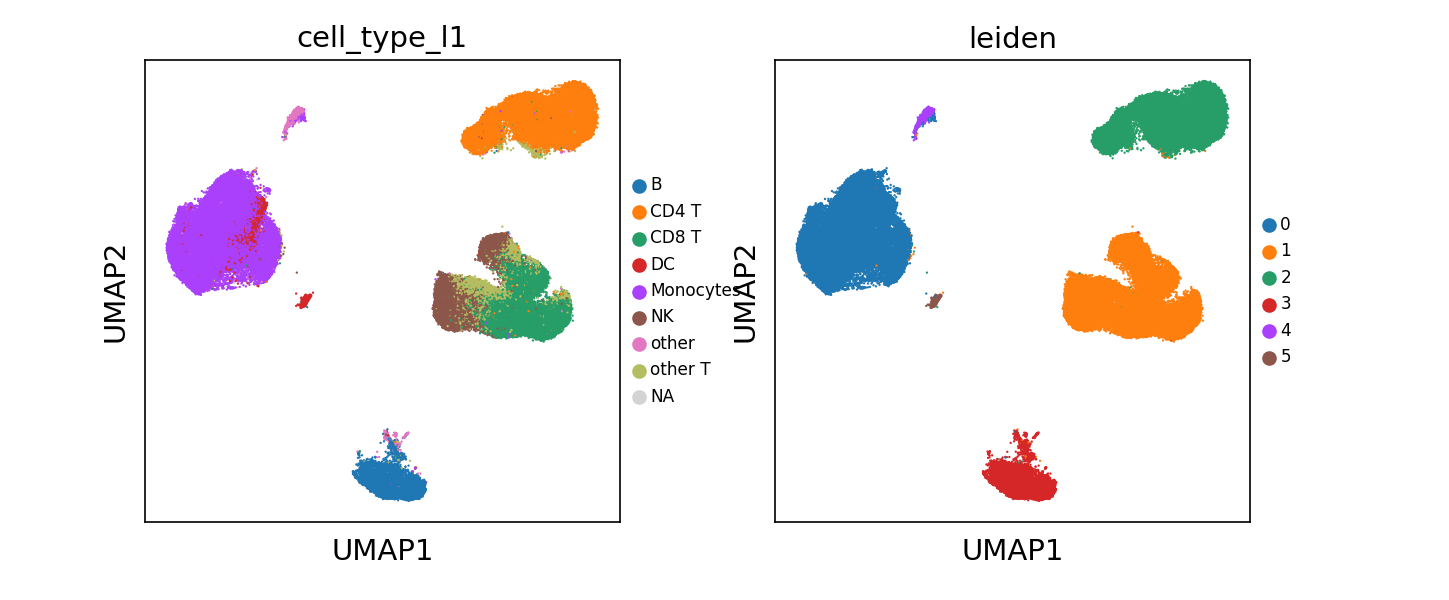 cell_type_l1
UMAP2
UMAP1
B
CD4 T
CD8 T
DC
Monocytes
NK
other
other T
NA
leiden
UMAP2
UMAP1
0
1
2
3
4
5